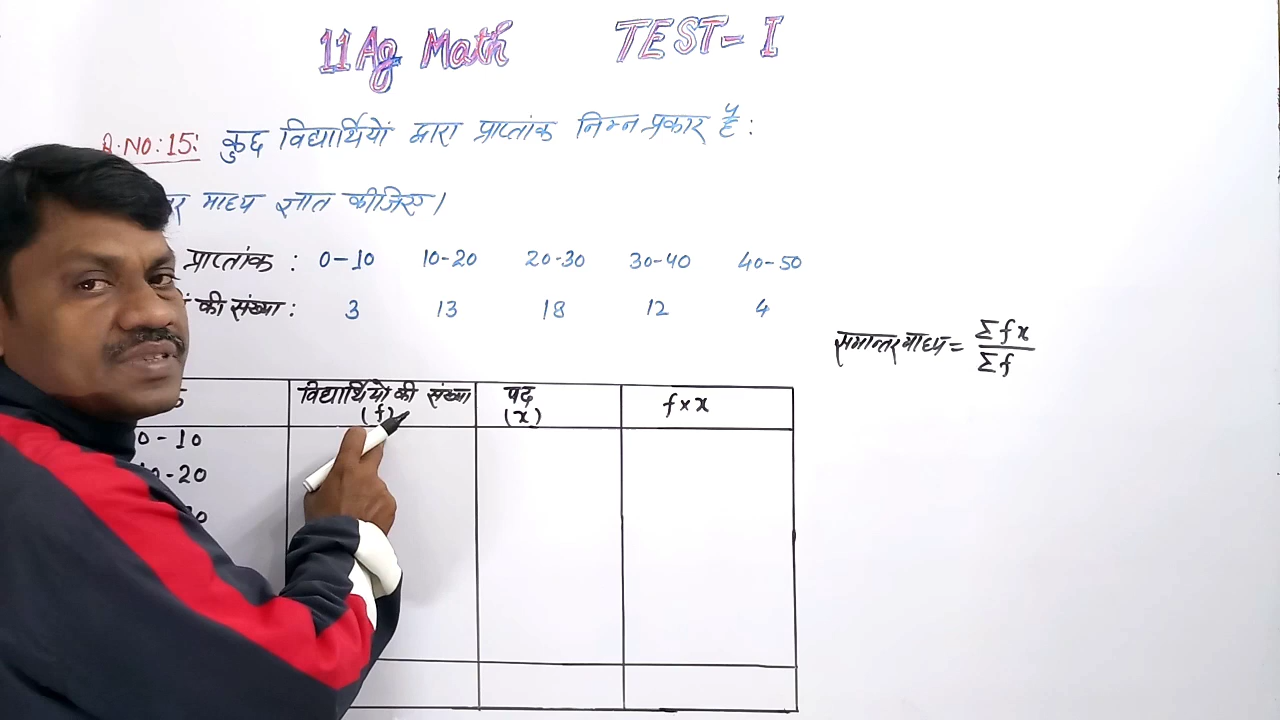 11 Ag Math TEST- I
Q.NO:15: कुछ विद्यार्थियों द्वारा प्राप्तांक निम्न प्रकार है :
माध्य ज्ञात कीजिए।
प्राप्तांक : 0-10 10-20 20-30 30-40 40-50
की संख्या : 3 13 18 12 4
समान्तर माध्य = Σfx / Σf
विद्यार्थियो की संख्या (f) पद (x) f×x
0-10
10-20